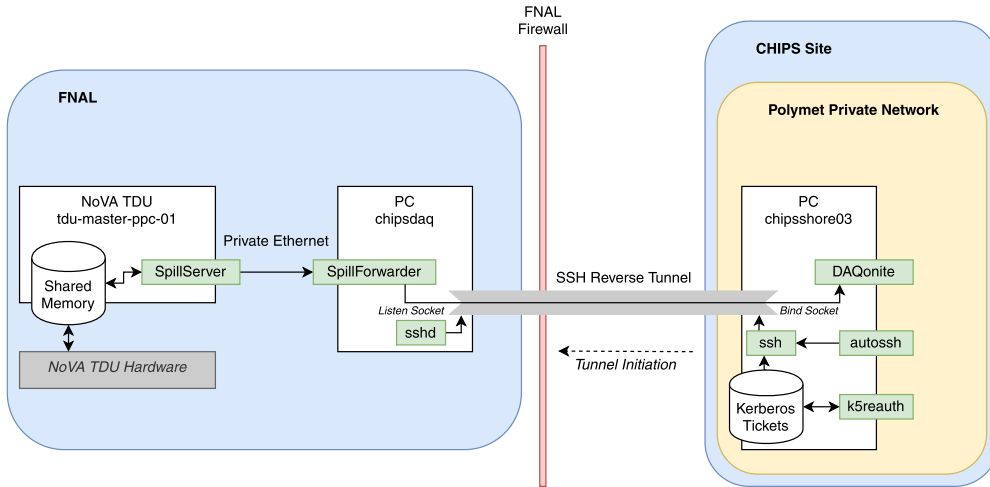 FNAL
Firewall
CHIPS Site
FNAL
Polymet Private Network
NoVA TDU
tdu-master-ppc-01
PC
chipsdaq
PC
chipsshore03
Private Ethernet
SpillServer
SpillForwarder
DAQonite
Shared
Memory
SSH Reverse Tunnel
Listen Socket
Bind Socket
sshd
ssh
autossh
NoVA TDU Hardware
Tunnel Initiation
Kerberos
Tickets
k5reauth